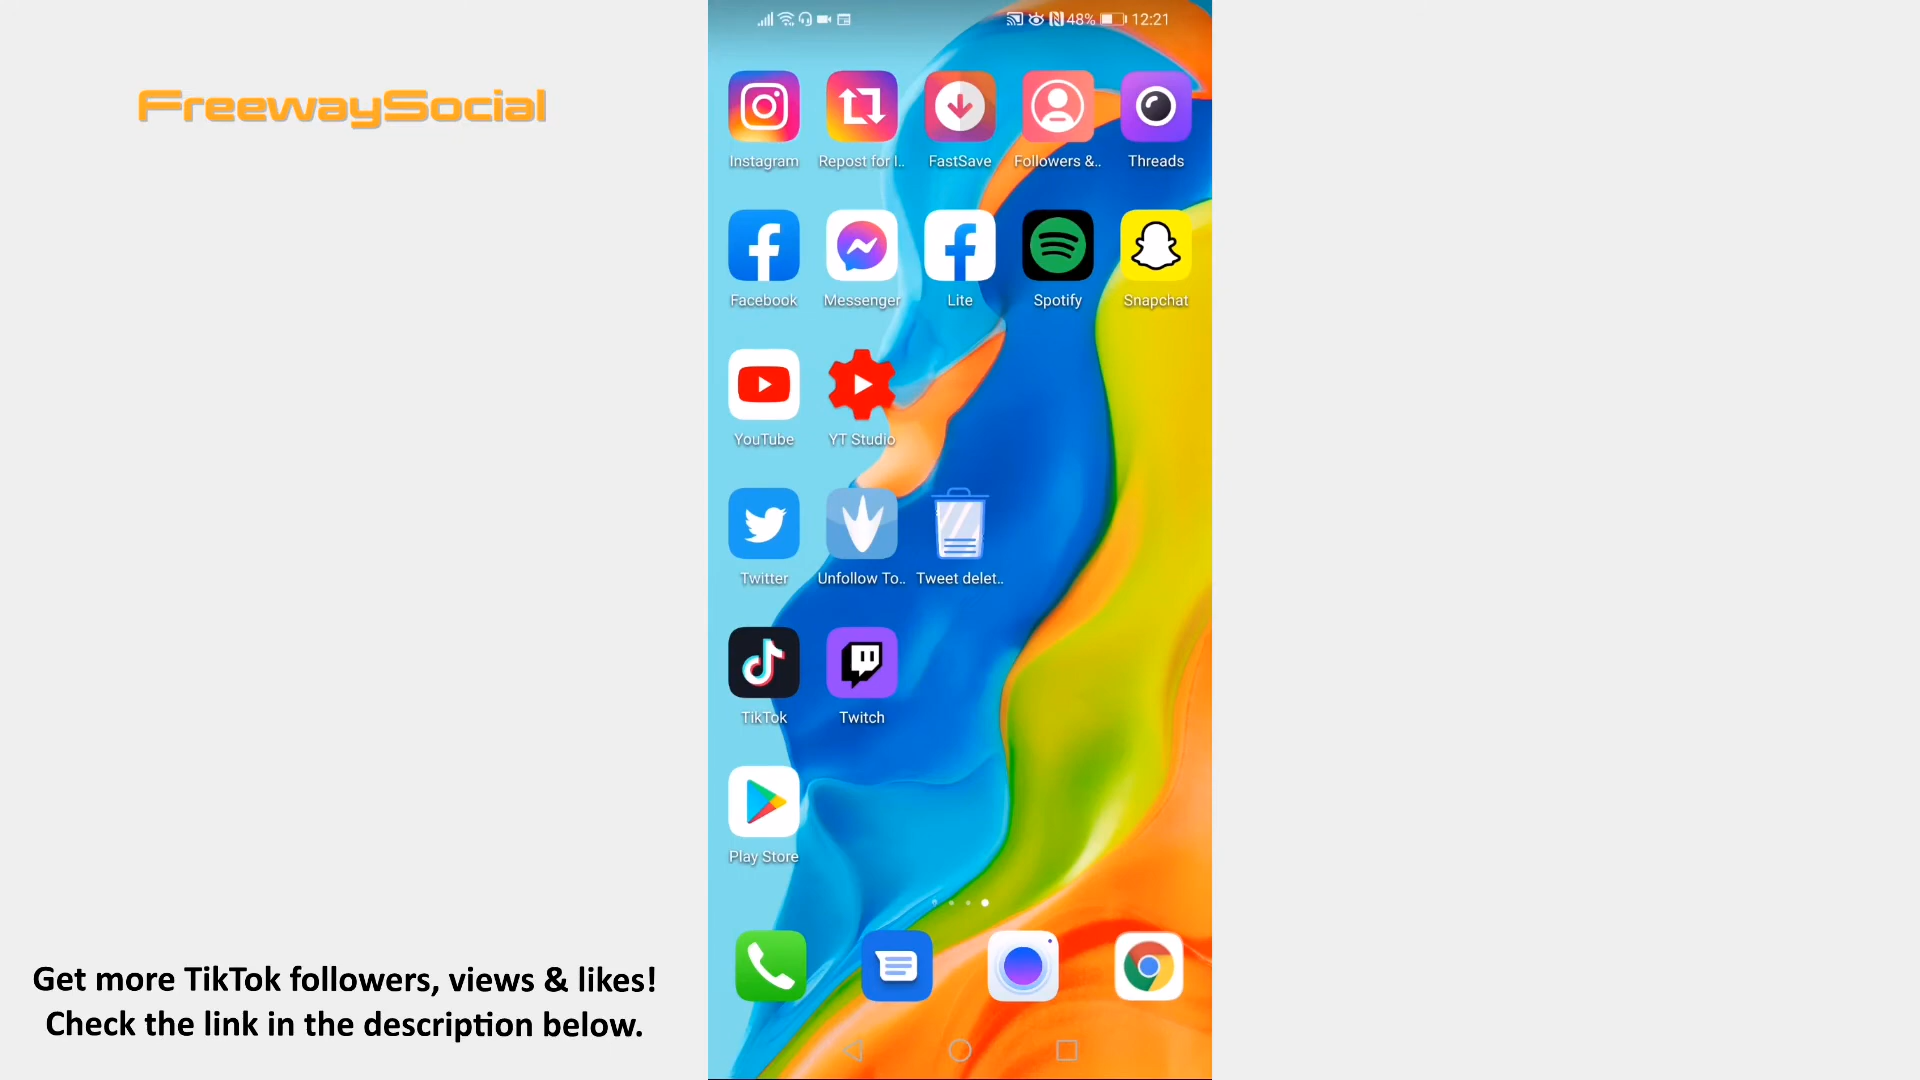 FreewaySocial
48% 12:21
Instagram Repost for I.. FastSave Followers &.. Threads
Facebook Messenger Lite Spotify Snapchat
YouTube YT Studio
Twitter Unfollow To.. Tweet delet..
TikTok Twitch
Play Store
Get more TikTok followers, views & likes!
Check the link in the description below.